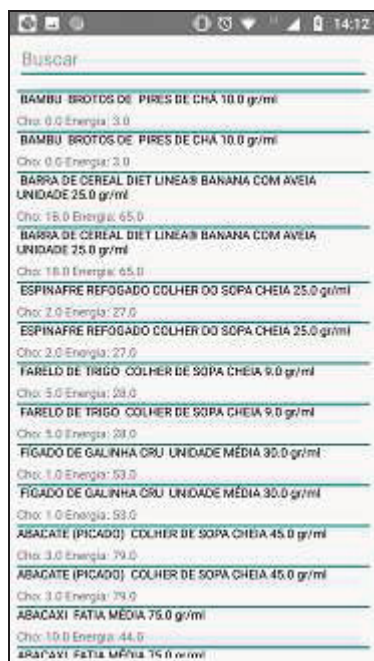 14:12
Buscar
BAMBU BROTOS DE PIRES DE CHÁ 10.0 gr/ml
Cho: 0.0 Energia: 3.0
BAMBU BROTOS DE PIRES DE CHÁ 10.0 gr/ml
Cho: 0.0 Energia: 3.0
BARRA DE CEREAL DIET LINEA® BANANA COM AVEIA
UNIDADE 25.0 gr/ml
Cho: 18.0 Energia: 65.0
BARRA DE CEREAL DIET LINEA® BANANA COM AVEIA
UNIDADE 25.0 gr/ml
Cho: 18.0 Energia: 65.0
ESPINAFRE REFOGADO COLHER DO SOPA CHEIA 25.0 gr/ml
Cho: 2.0 Energia: 27.0
ESPINAFRE REFOGADO COLHER DO SOPA CHEIA 25.0 gr/ml
Cho: 2.0 Energia: 27.0
FARELO DE TRIGO COLHER DE SOPA CHEIA 9.0 gr/ml
Cho: 5.0 Energia: 28.0
FARELO DE TRIGO COLHER DE SOPA CHEIA 9.0 gr/ml
Cho: 5.0 Energia: 28.0
FÍGADO DE GALINHA CRU UNIDADE MÉDIA 30.0 gr/ml
Cho: 1.0 Energia: 53.0
FÍGADO DE GALINHA CRU UNIDADE MÉDIA 30.0 gr/ml
Cho: 1.0 Energia: 53.0
ABACATE (PICADO) COLHER DE SOPA CHEIA 45.0 gr/ml
Cho: 3.0 Energia: 79.0
ABACATE (PICADO) COLHER DE SOPA CHEIA 45.0 gr/ml
Cho: 3.0 Energia: 79.0
ABACAXI FATIA MÉDIA 75.0 gr/ml
Cho: 10.0 Energia: 44.0
ABACAXI FATIA MÉDIA 75.0 gr/ml